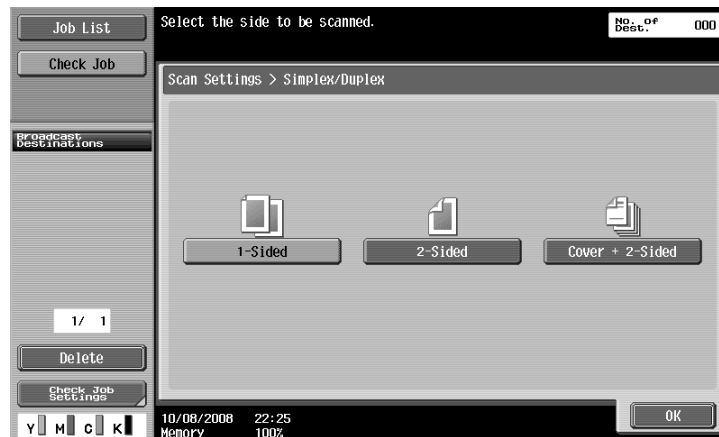 Job List
Check Job
Select the side to be scanned.
No. of
Dest.
000
Scan Settings > Simplex/Duplex
Broadcast
Destinations
1-Sided
2-Sided
Cover + 2-Sided
1/ 1
Delete
Check Job
Settings
Y M C K
10/08/2008 22:25
Memory 100%
OK